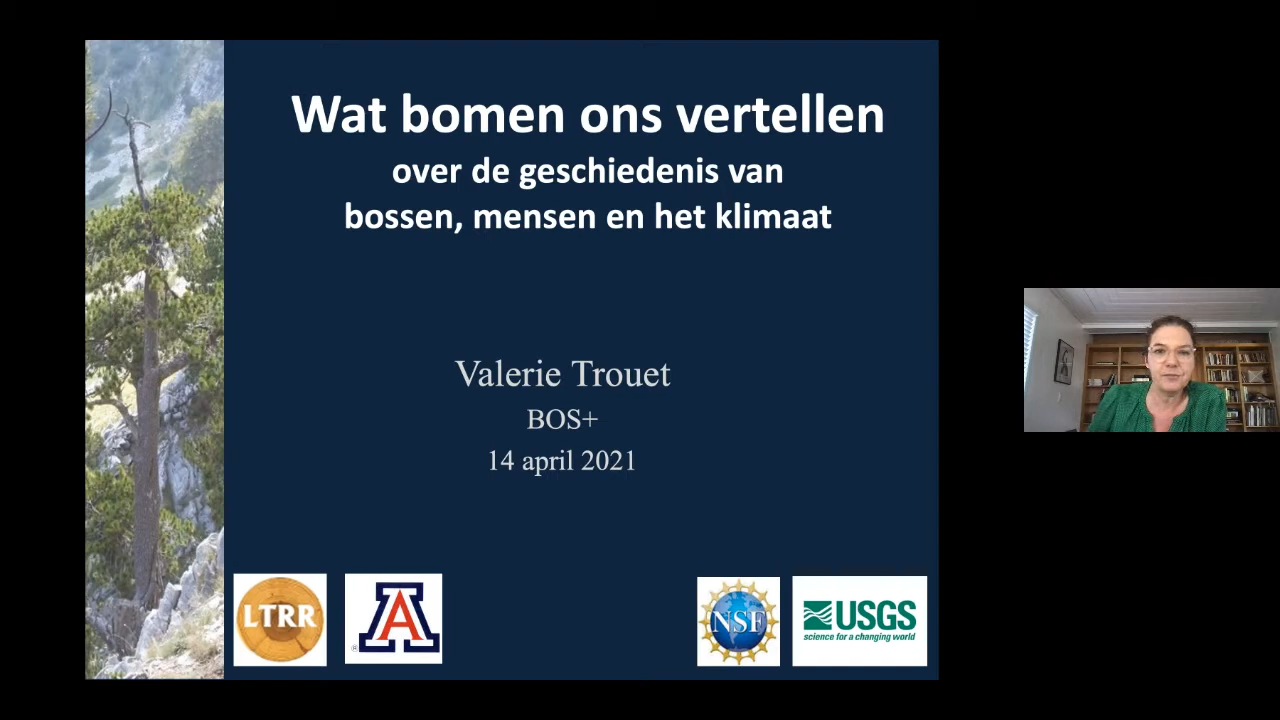 Wat bomen ons vertellen
over de geschiedenis van
bossen, mensen en het klimaat
Valerie Trouet
BOS+
14 april 2021
LTRR
A
NSF
USGS
science for a changing world